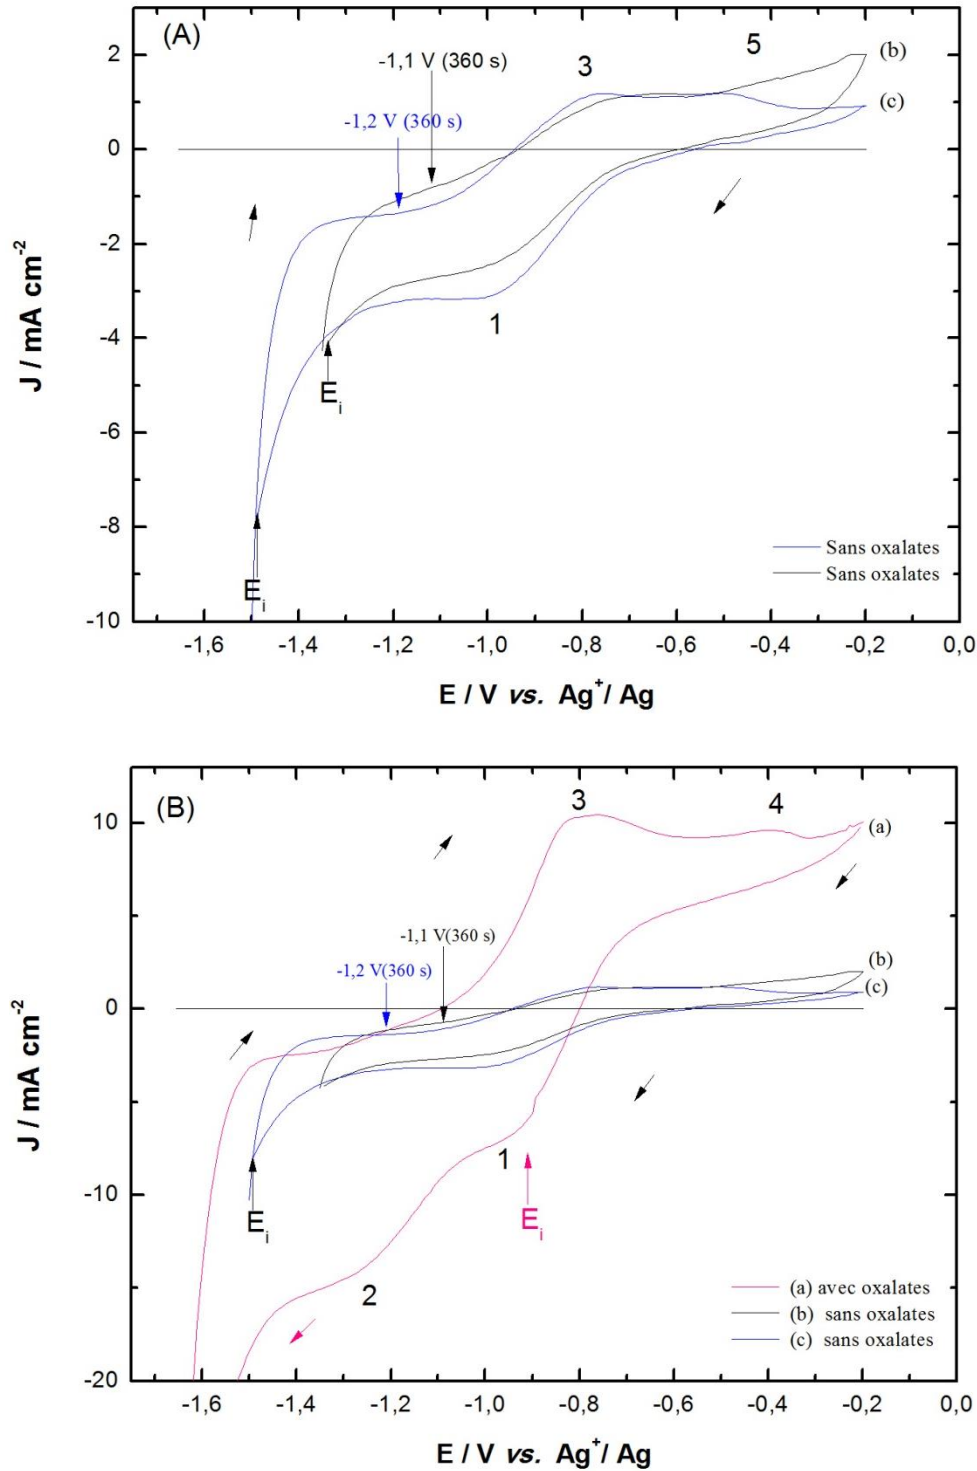 (A)
5
(b)
3
-1,1 V (360 s)
(c)
-1,2 V (360 s)
2
0
-2
-4
-6
-8
-10
J / mA cm-2
1
Ei
Ei
Sans oxalates
Sans oxalates
-1,6 -1,4 -1,2 -1,0 -0,8 -0,6 -0,4 -0,2 0,0
E / V vs. Ag+/ Ag
(B)
3
4
(a)
-1,1 V(360 s)
-1,2 V(360 s)
(b)
(c)
10
0
-10
-20
J / mA cm-2
1
Ei
Ei
2
(a) avec oxalates
(b) sans oxalates
(c) sans oxalates
-1,6 -1,4 -1,2 -1,0 -0,8 -0,6 -0,4 -0,2 0,0
E / V vs. Ag+/ Ag